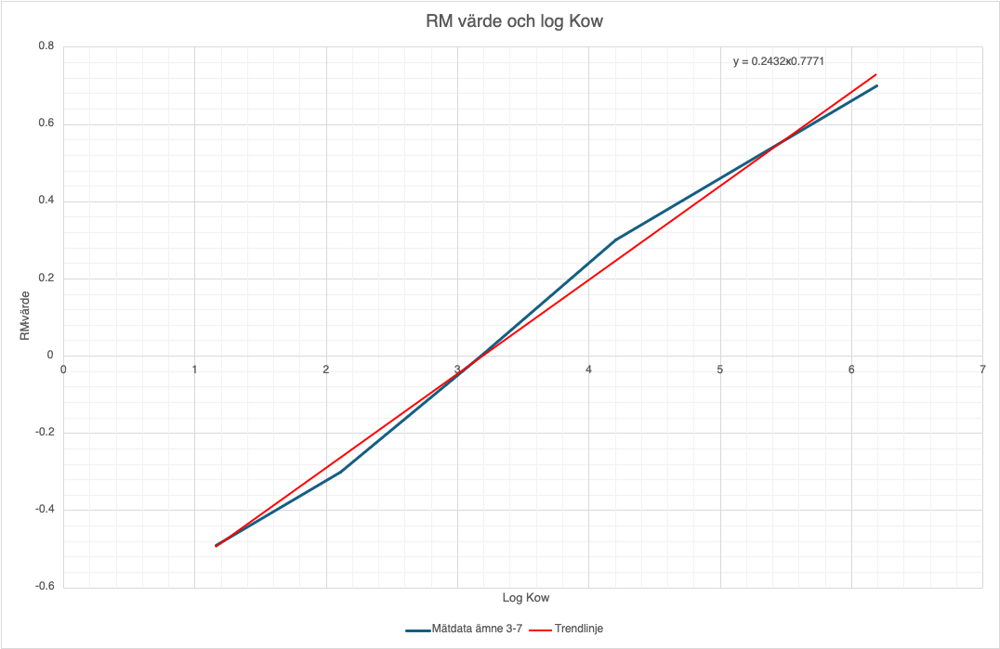 RM värde och log Kow
y = 0.2432x0.7771
0.8
0.6
0.4
0.2
0
-0.2
-0.4
-0.6
0 1 2 3 4 5 6 7
RM-värde
Log Kow
Mätdata ämne 3-7 Trendlinje